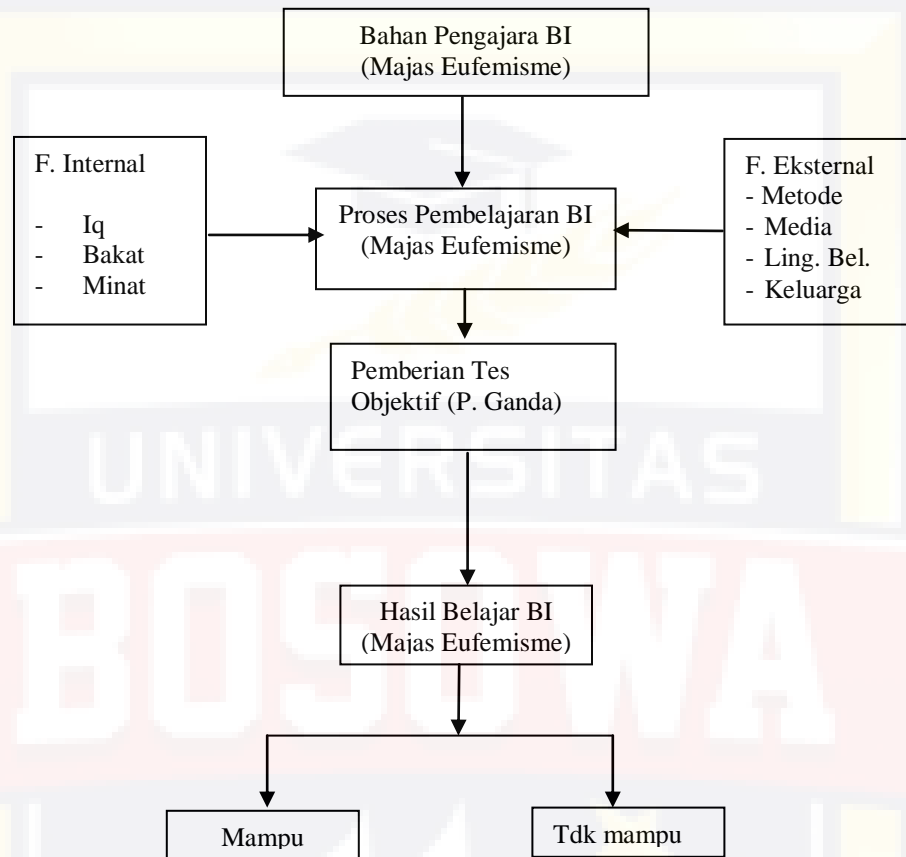 Bahan Pengajara BI
(Majas Eufemisme)
F. Internal
- Iq
- Bakat
- Minat
Proses Pembelajaran BI
(Majas Eufemisme)
F. Eksternal
- Metode
- Media
- Ling. Bel.
- Keluarga
Pemberian Tes
Objektif (P. Ganda)
UNIVERSITAS
BOSOWA
Hasil Belajar BI
(Majas Eufemisme)
Mampu
Tdk mampu